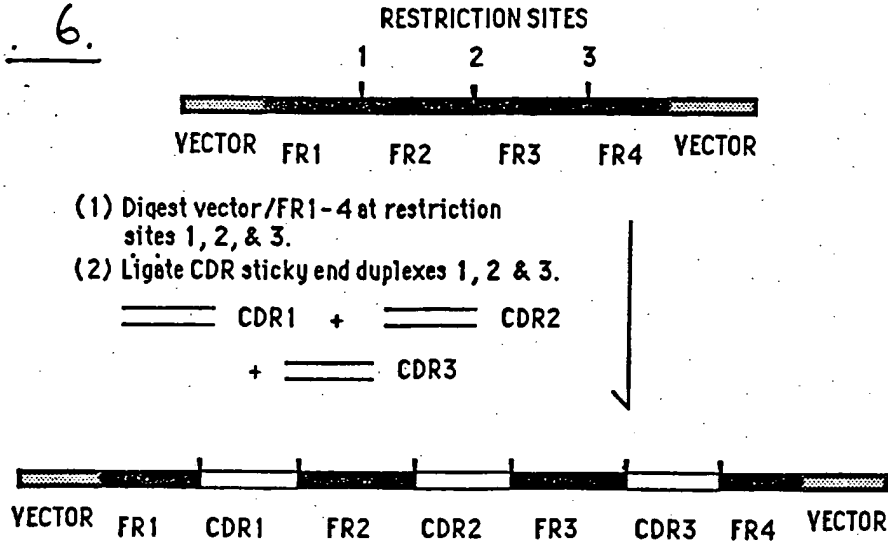 . 6.
RESTRICTION SITES
1 2 3
VECTOR FR1 FR2 FR3 FR4 VECTOR
(1) Digest vector/FR1-4 at restriction
sites 1, 2, & 3.
(2) Ligate CDR sticky end duplexes 1, 2 & 3.
CDR1 + CDR2
+ CDR3
VECTOR FR1 CDR1 FR2 CDR2 FR3 CDR3 FR4 VECTOR